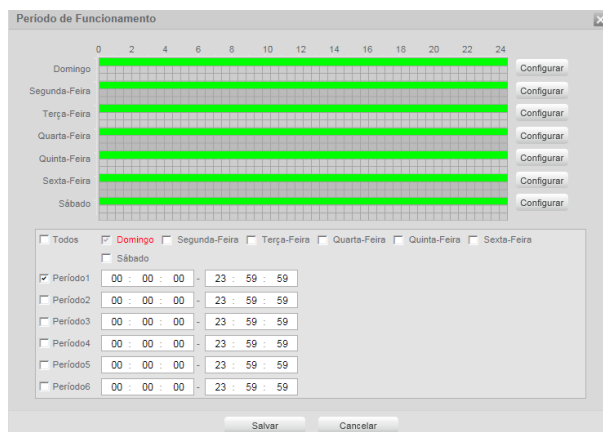 Período de Funcionamento
0 2 4 6 8 10 12 14 16 18 20 22 24
Domingo Configurar
Segunda-Feira Configurar
Terça-Feira Configurar
Quarta-Feira Configurar
Quinta-Feira Configurar
Sexta-Feira Configurar
Sábado Configurar
Todos Domingo Segunda-Feira Terça-Feira Quarta-Feira Quinta-Feira Sexta-Feira
Sábado
Período1 00 : 00 : 00 - 23 : 59 : 59
Período2 00 : 00 : 00 - 23 : 59 : 59
Período3 00 : 00 : 00 - 23 : 59 : 59
Período4 00 : 00 : 00 - 23 : 59 : 59
Período5 00 : 00 : 00 - 23 : 59 : 59
Período6 00 : 00 : 00 - 23 : 59 : 59
Salvar Cancelar